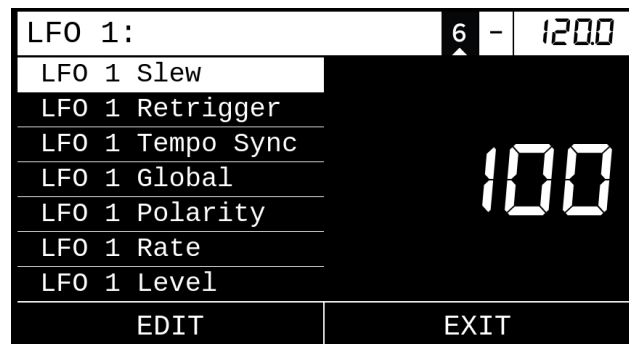 LFO 1: 6 - 120.0
LFO 1 Slew
LFO 1 Retrigger
LFO 1 Tempo Sync
LFO 1 Global
LFO 1 Polarity
LFO 1 Rate
LFO 1 Level
100
EDIT EXIT